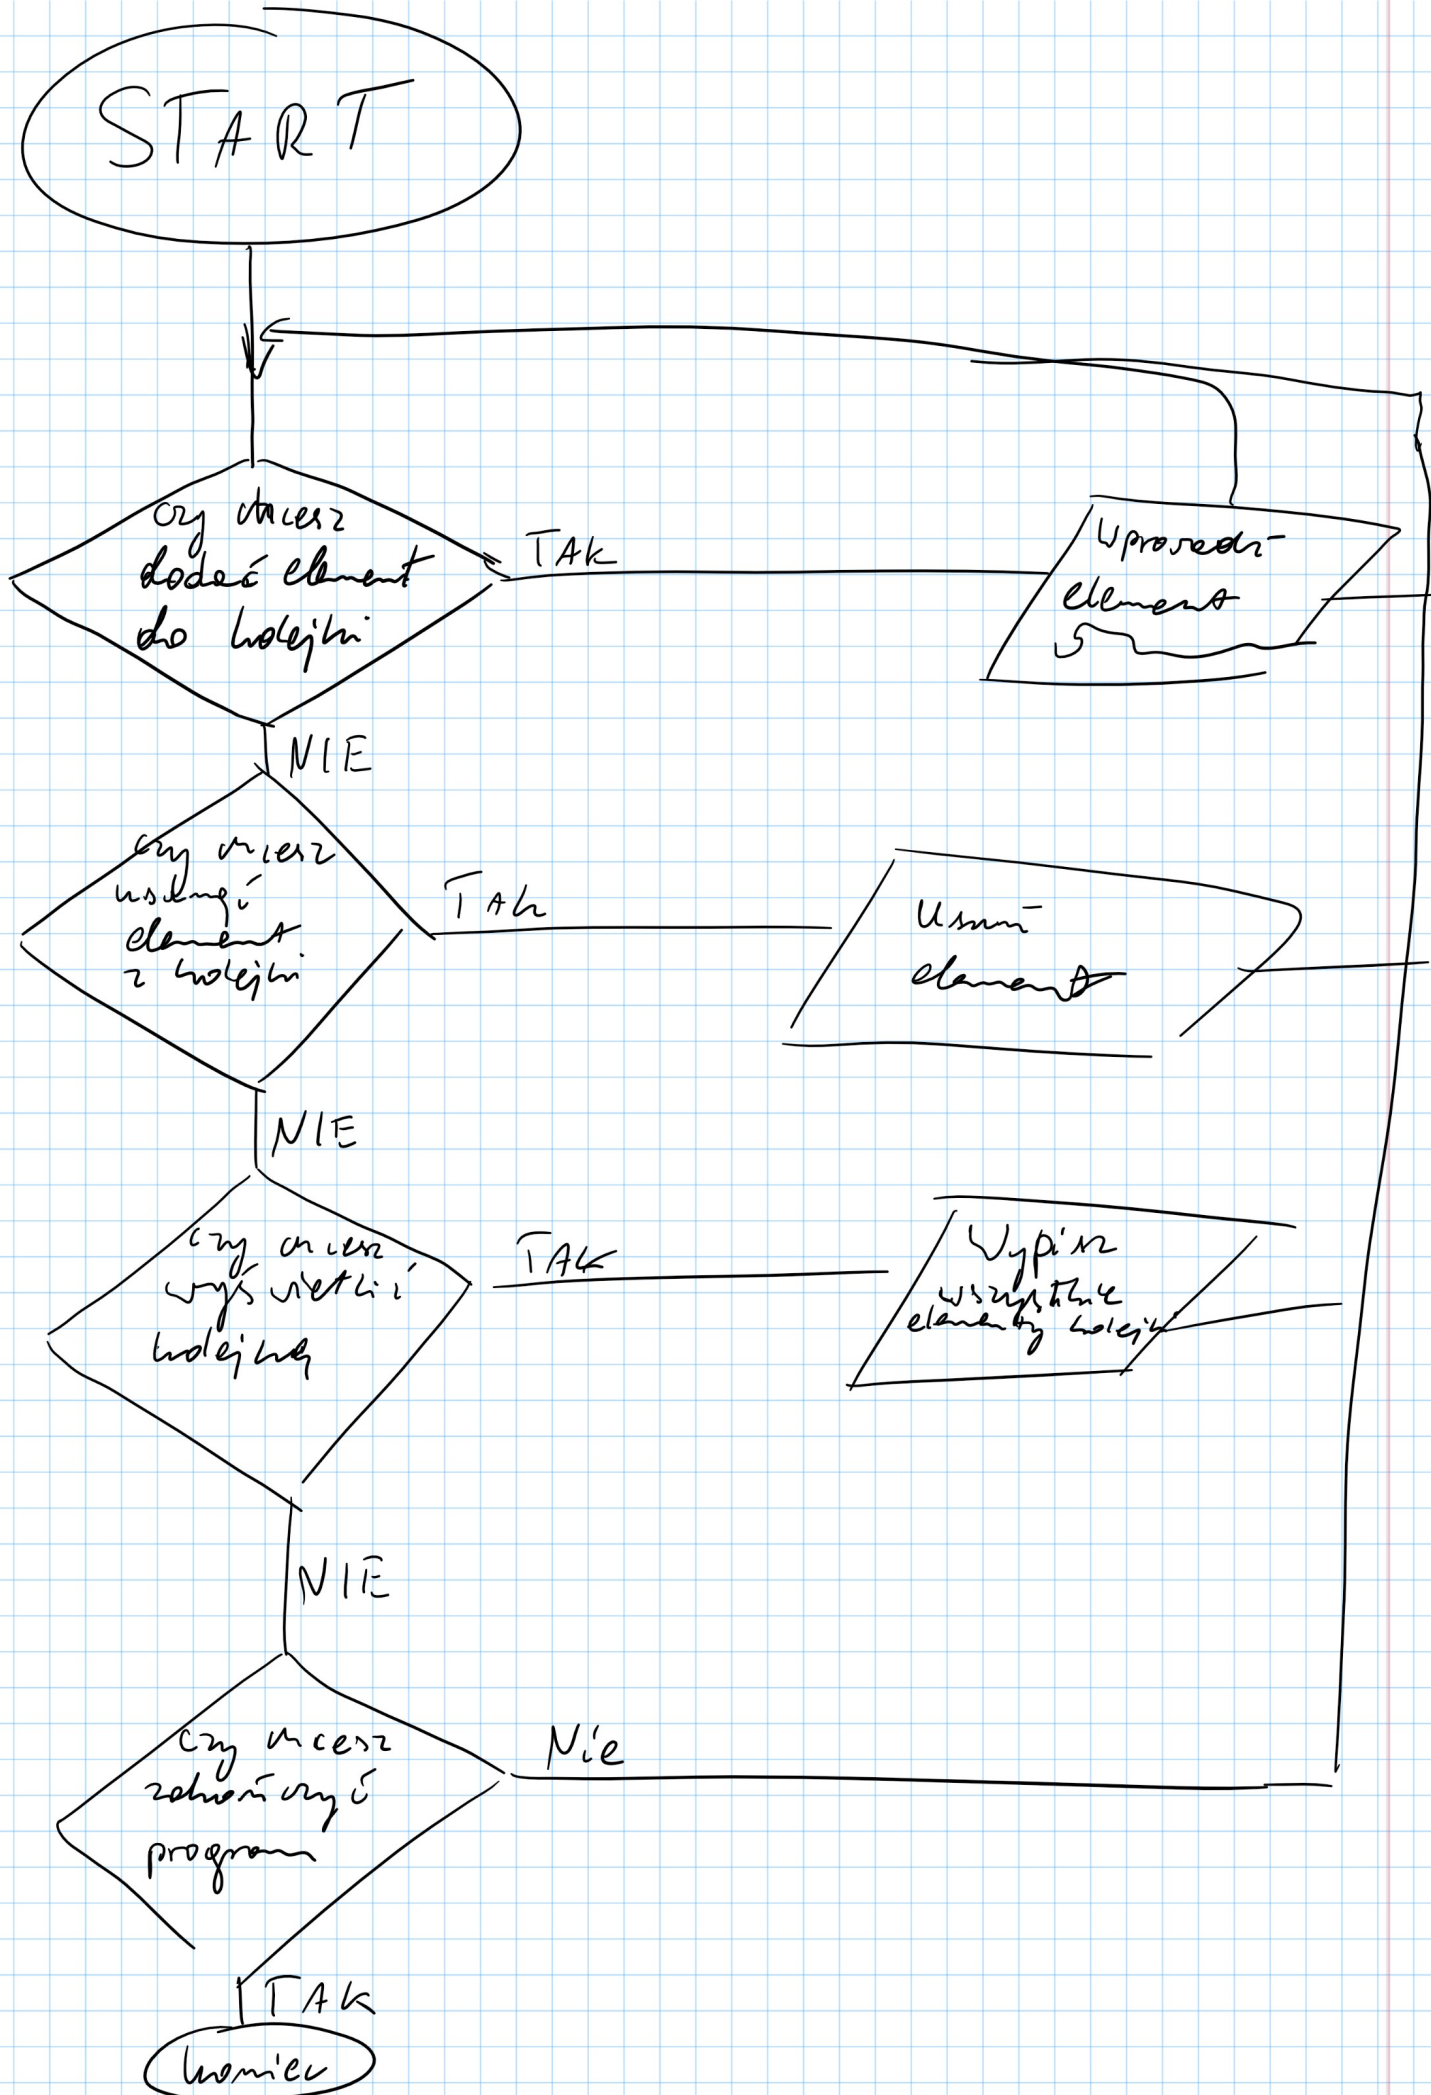 START
Czy chcesz
dodać element
do kolejki
TAK
Wprowadź
element
NIE
Czy chcesz
usunąć
element
z kolejki
TAK
Usuń
element
NIE
Czy chcesz
wyświetlić
kolejkę
TAK
Wypisz
wszystkie
elementy kolejki
NIE
Czy chcesz
zakończyć
program
Nie
TAK
koniec